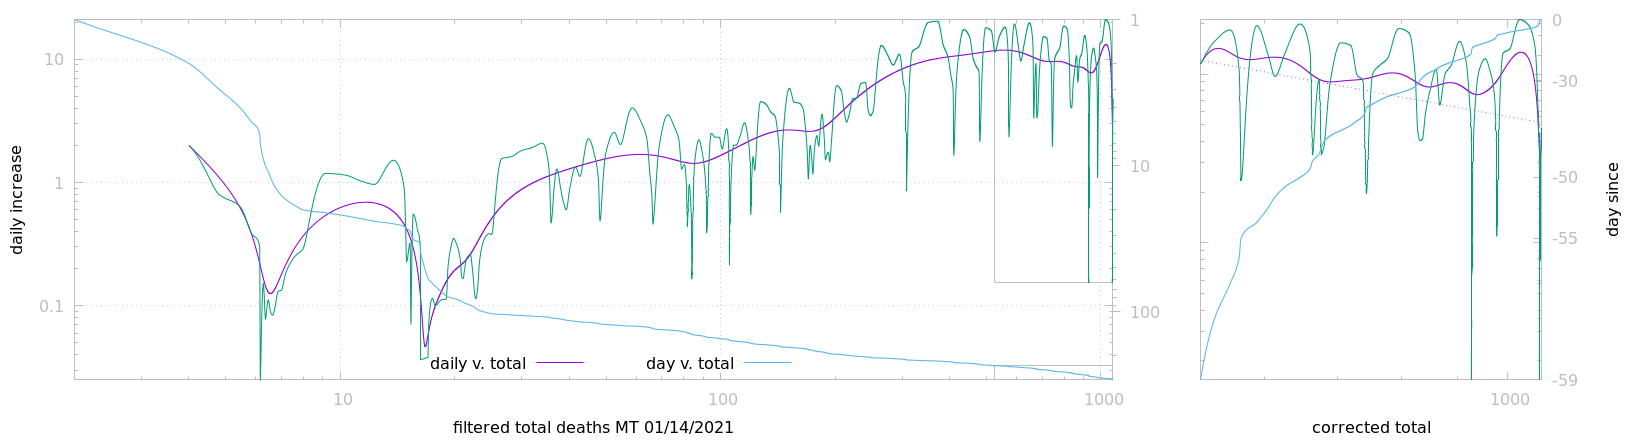 daily increase
10
1
0.1
10
100
1000
filtered total deaths MT 01/14/2021
daily v. total
day v. total
1
10
100
1000
corrected total
0
-30
-50
-55
-59
day since